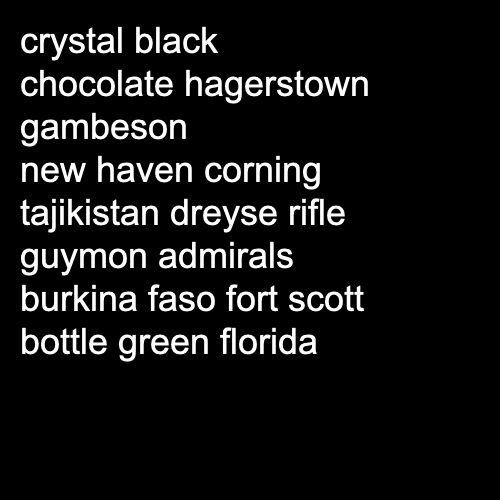 crystal black
chocolate hagerstown
gambeson
new haven corning
tajikistan dreyse rifle
guymon admirals
burkina faso fort scott
bottle green florida